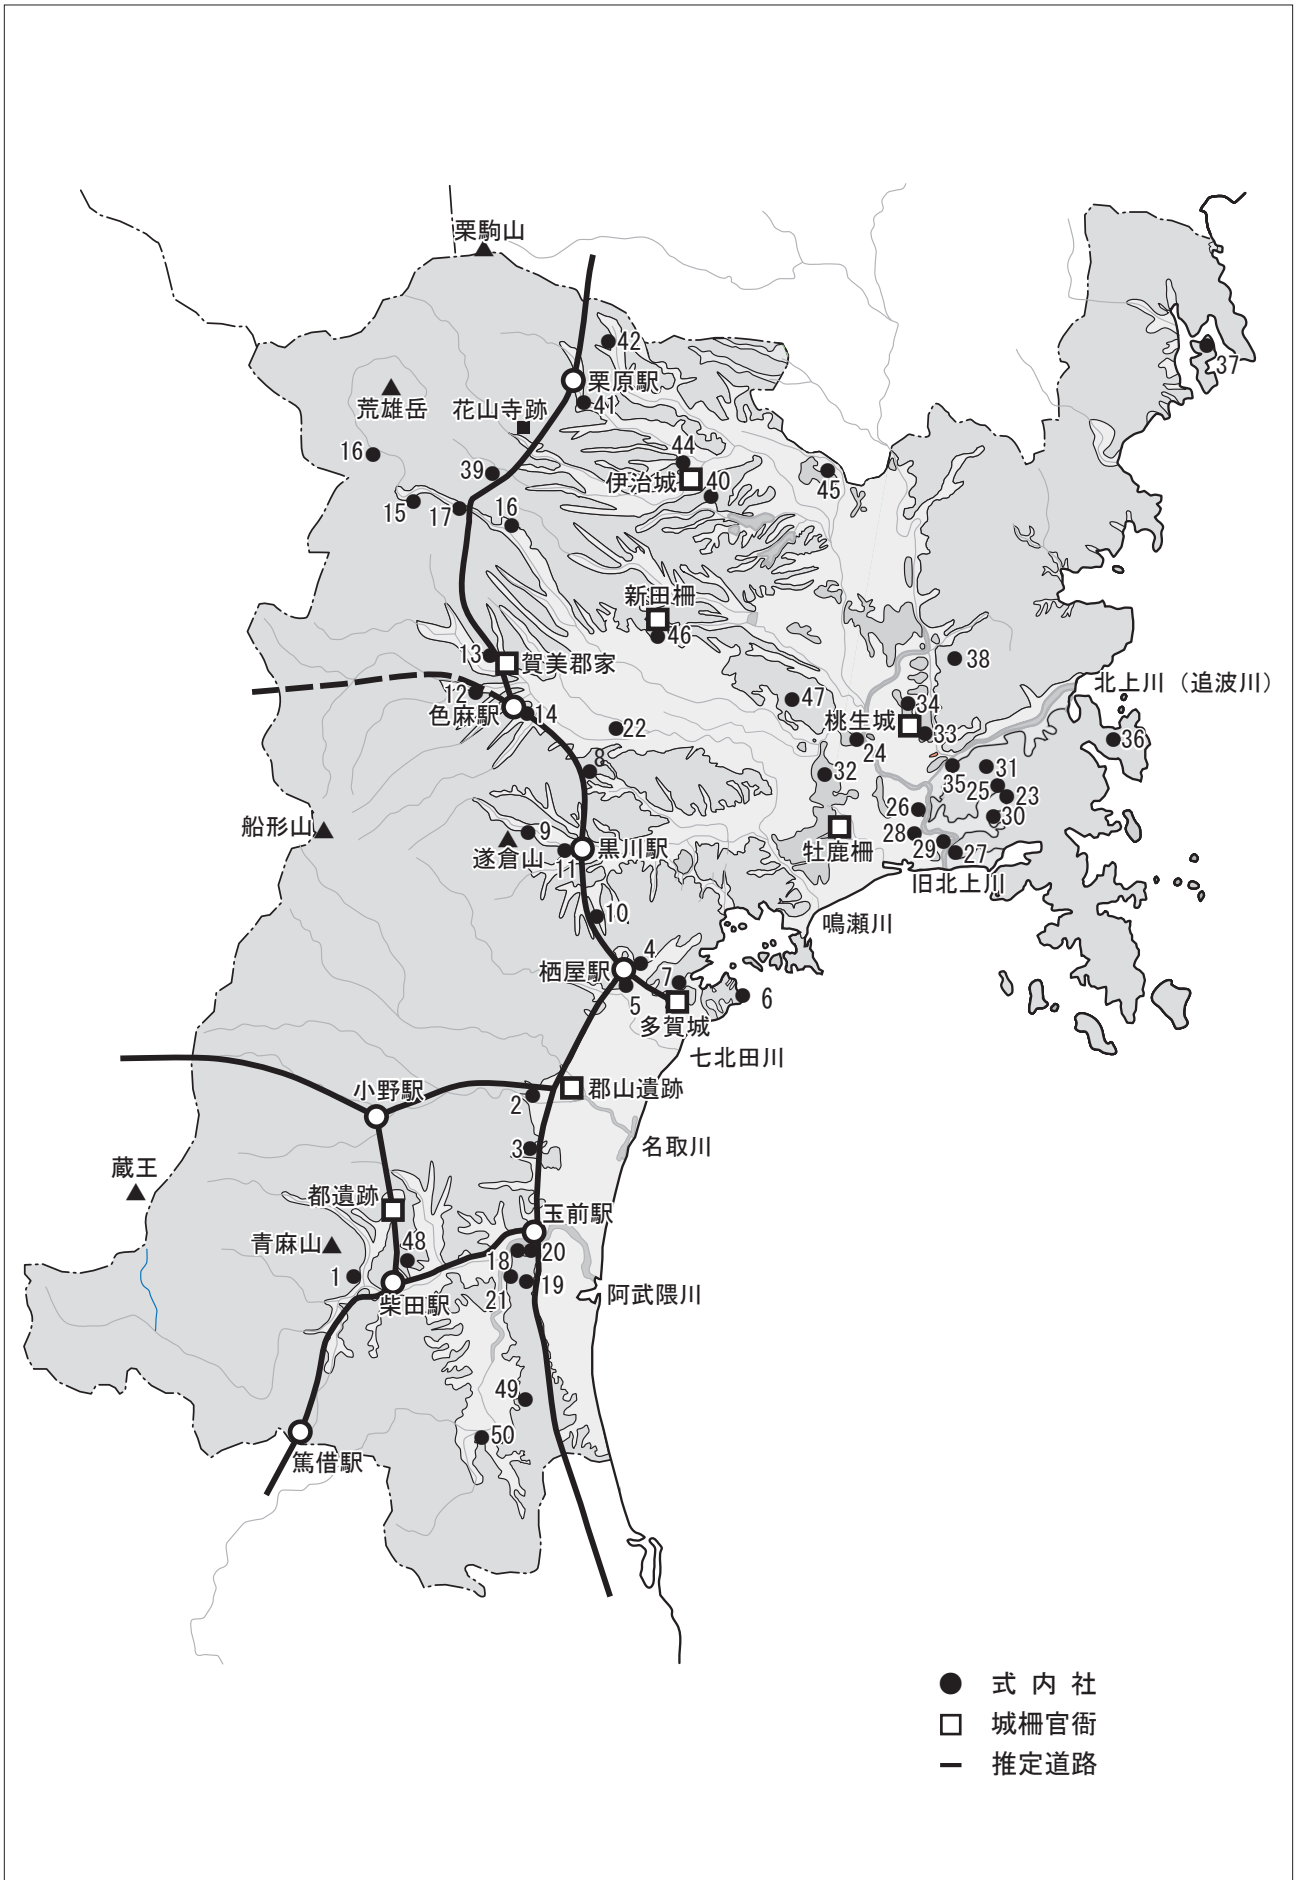 栗駒山
42
37
栗原駅
荒雄岳
花山寺跡
41
16
39
44
伊治城
40
45
15
17
16
新田柵
46
13
賀美郡家
38
12
北上川（追波川）
色麻駅
14
47
34
桃生城
22
33
36
24
8
32
35
31
25
23
26
30
船形山
9
遂倉山
黒川駅
28
牡鹿柵
29
27
11
旧北上川
10
鳴瀬川
4
栖屋駅
7
6
5
多賀城
七北田川
小野駅
郡山遺跡
2
3
名取川
蔵王
都遺跡
玉前駅
青麻山
48
18
20
1
19
21
柴田駅
阿武隈川
49
50
篤借駅
式内社
城柵官衙
推定道路